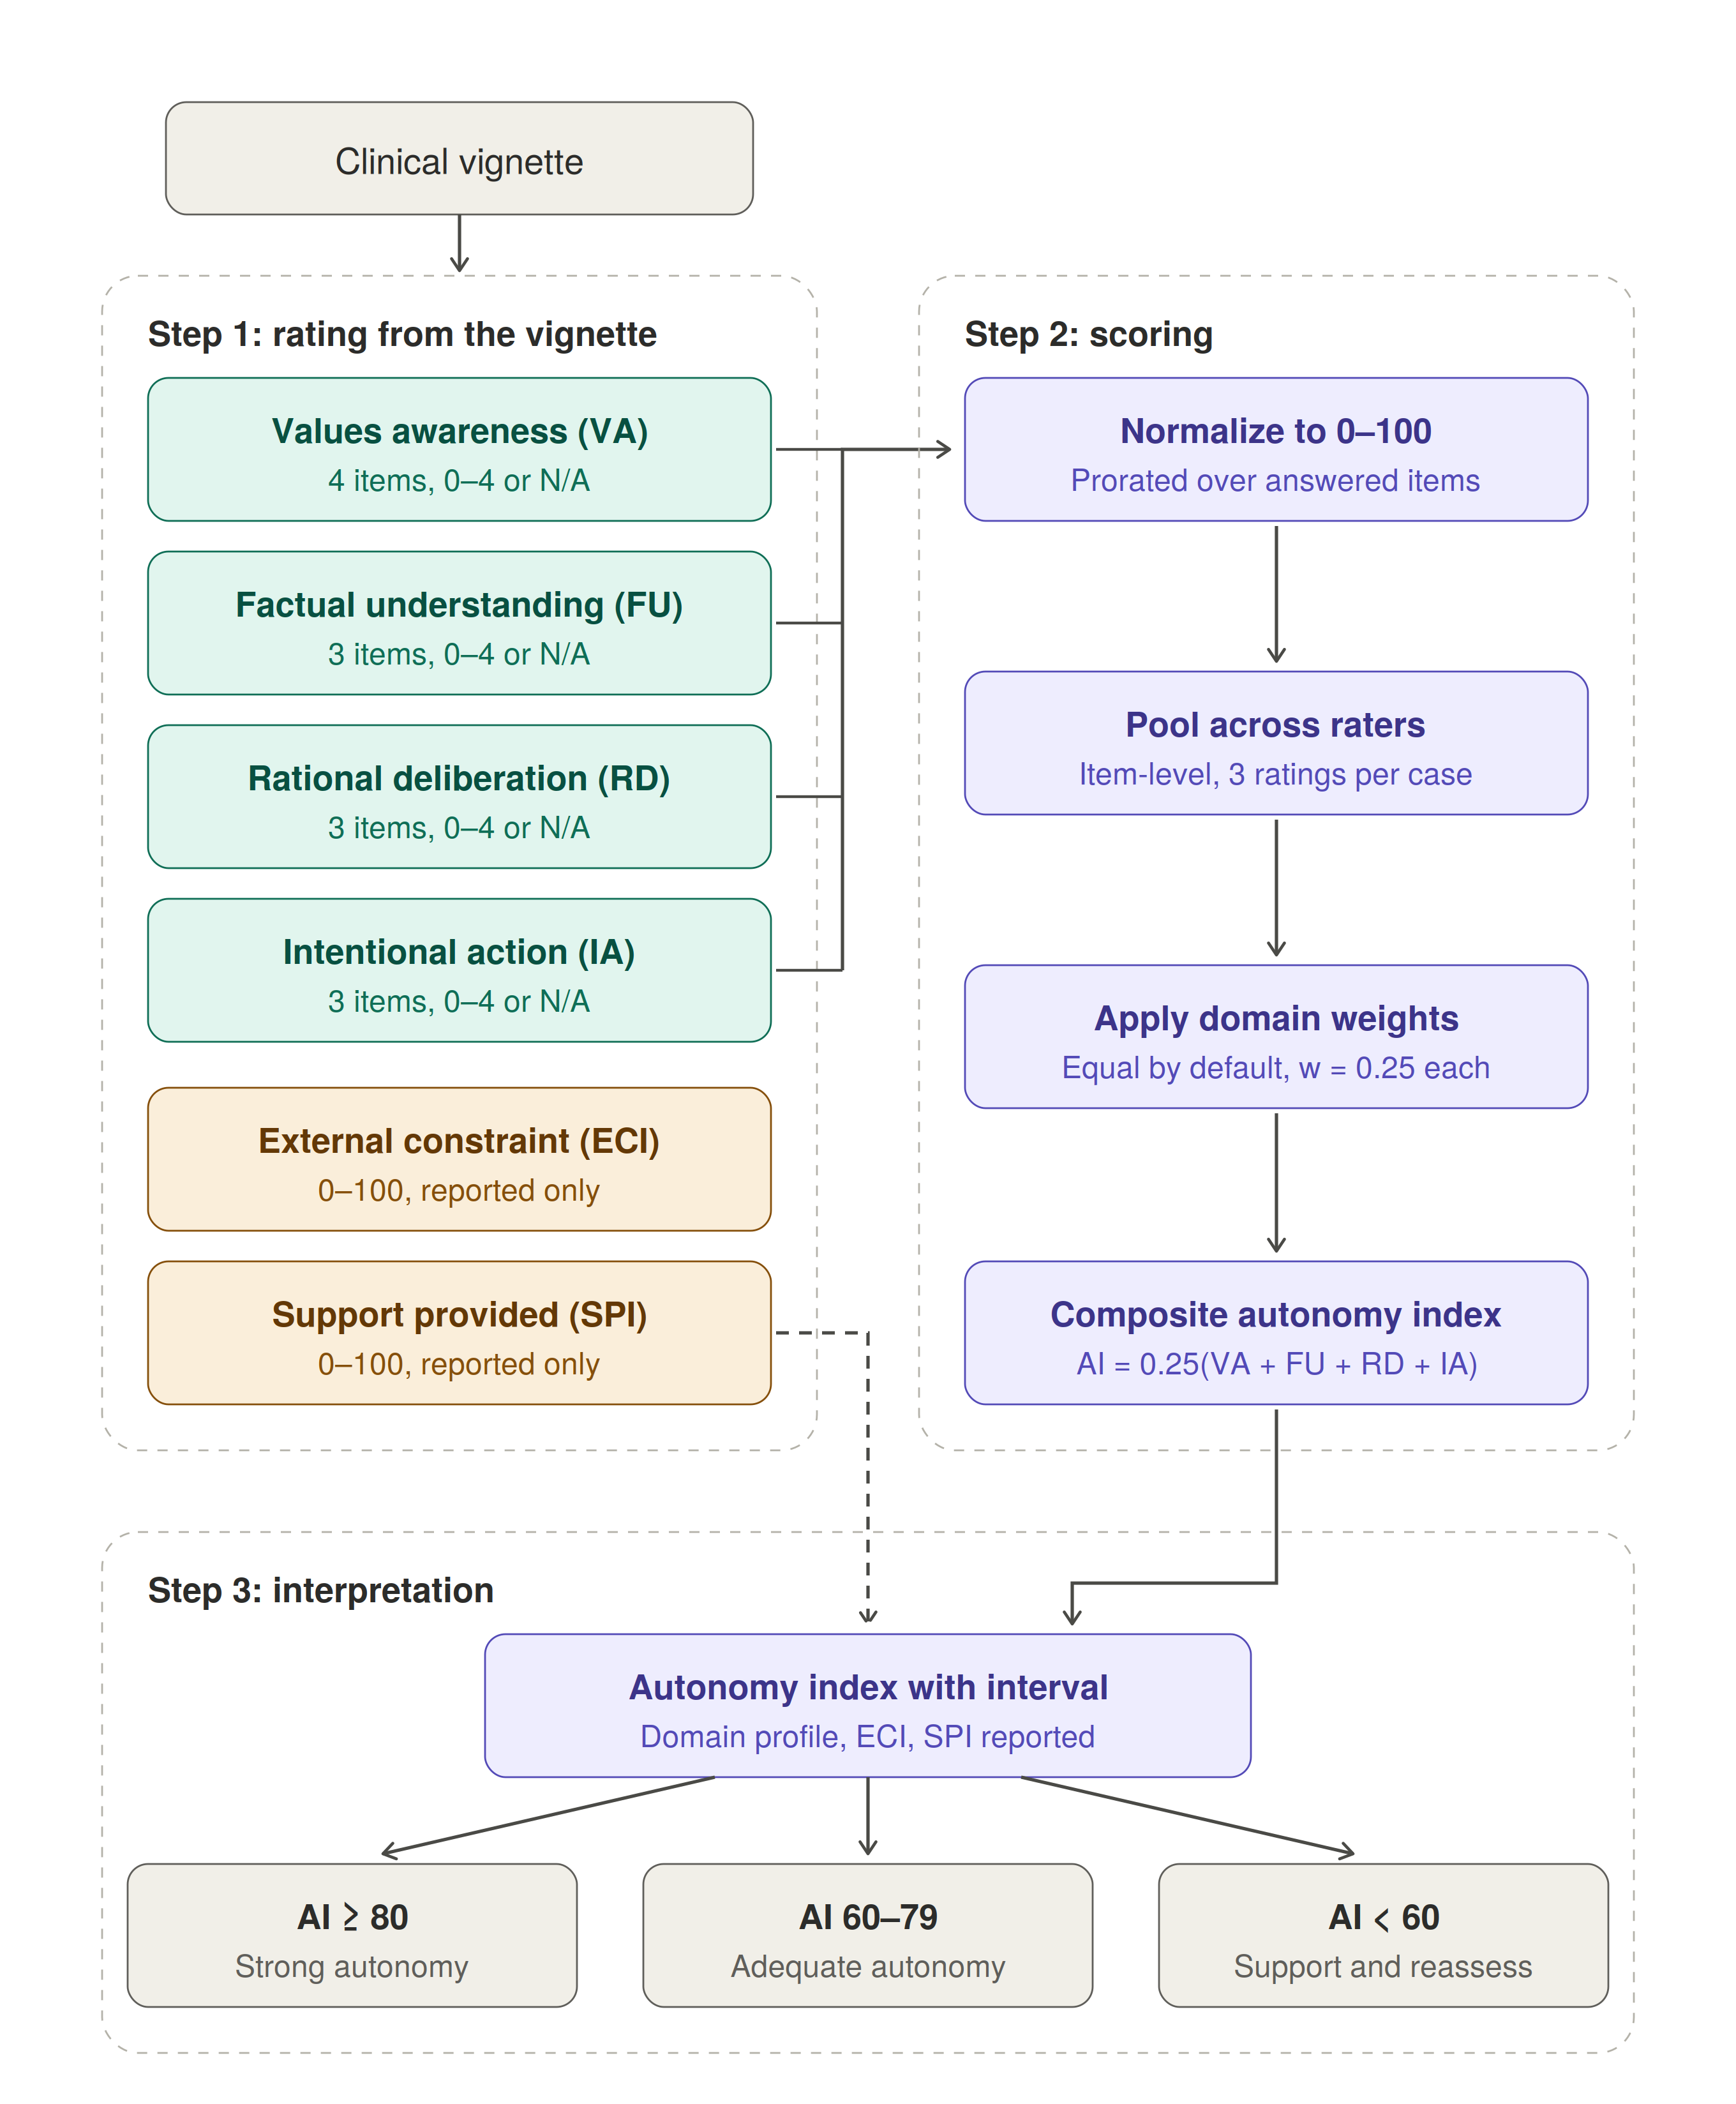 Clinical vignette
Step 1: rating from the vignette
Values awareness (VA)
4 items, 0–4 or N/A
Factual understanding (FU)
3 items, 0–4 or N/A
Rational deliberation (RD)
3 items, 0–4 or N/A
Intentional action (IA)
3 items, 0–4 or N/A
External constraint (ECI)
0–100, reported only
Support provided (SPI)
0–100, reported only
Step 2: scoring
Normalize to 0–100
Prorated over answered items
Pool across raters
Item-level, 3 ratings per case
Apply domain weights
Equal by default, w = 0.25 each
Composite autonomy index
AI = 0.25(VA + FU + RD + IA)
Step 3: interpretation
Autonomy index with interval
Domain profile, ECI, SPI reported
AI ≥ 80
Strong autonomy
AI 60–79
Adequate autonomy
AI < 60
Support and reassess